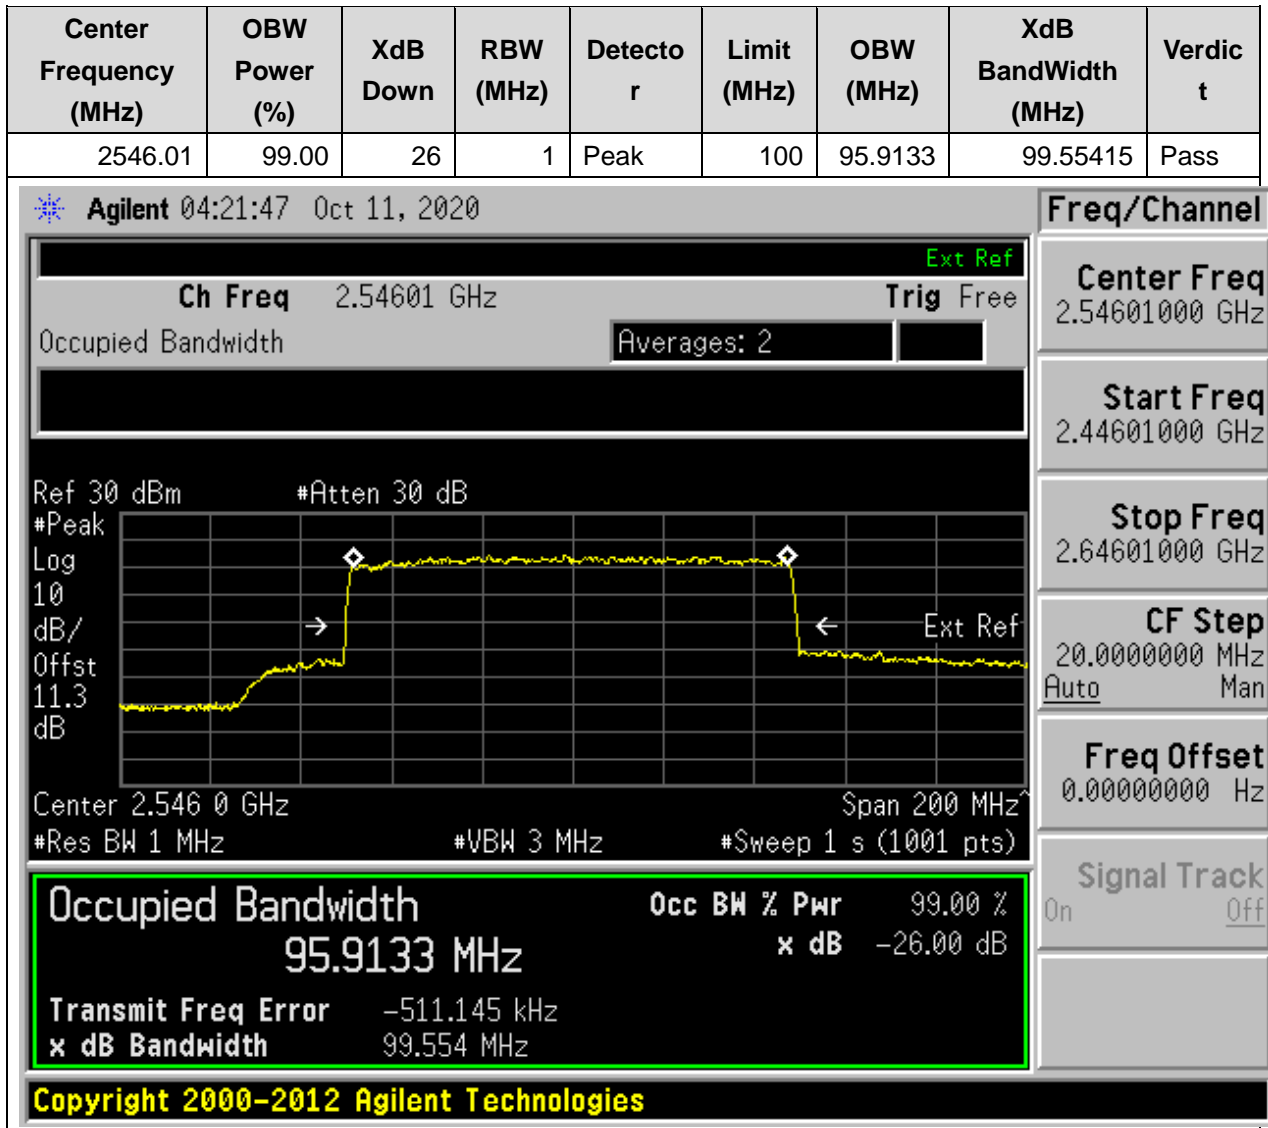 Center Frequency (MHz) OBW Power (%) XdB Down RBW (MHz) Detector Limit (MHz) OBW (MHz) XdB BandWidth (MHz) Verdict
2546.01 99.00 26 1 Peak 100 95.9133 99.55415 Pass
Agilent 04:21:47 Oct 11, 2020
Freq/Channel
Ext Ref
Ch Freq 2.54601 GHz Trig Free
Occupied Bandwidth Averages: 2
Center Freq
2.54601000 GHz
Start Freq
2.44601000 GHz
Stop Freq
2.64601000 GHz
CF Step
20.0000000 MHz
Auto Man
Freq Offset
0.00000000 Hz
Signal Track
On Off
Ref 30 dBm #Atten 30 dB
#Peak
Log
10
dB/
Offst
11.3
dB
Ext Ref
Center 2.546 0 GHz Span 200 MHz^
#Res BW 1 MHz #VBW 3 MHz #Sweep 1 s (1001 pts)
Occupied Bandwidth Occ BW % Pwr 99.00 %
95.9133 MHz x dB -26.00 dB
Transmit Freq Error -511.145 kHz
x dB Bandwidth 99.554 MHz
Copyright 2000-2012 Agilent Technologies